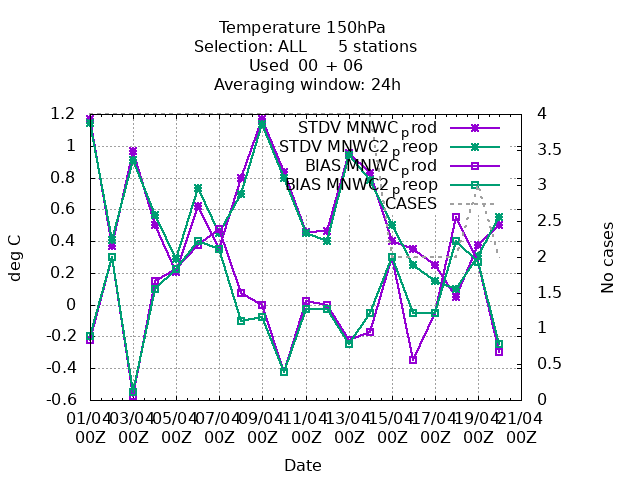 Temperature 150hPa
Selection: ALL 5 stations
Used 00 + 06
Averaging window: 24h
STDV MNWC_prod
STDV MNWC2_preop
BIAS MNWC_prod
BIAS MNWC2_preop
CASES
1.2
1
0.8
0.6
0.4
0.2
0
-0.2
-0.4
-0.6
deg C
4
3.5
3
2.5
2
1.5
1
0.5
0
No cases
01/04 03/04 05/04 07/04 09/04 11/04 13/04 15/04 17/04 19/04 21/04
00Z 00Z 00Z 00Z 00Z 00Z 00Z 00Z 00Z 00Z 00Z
Date